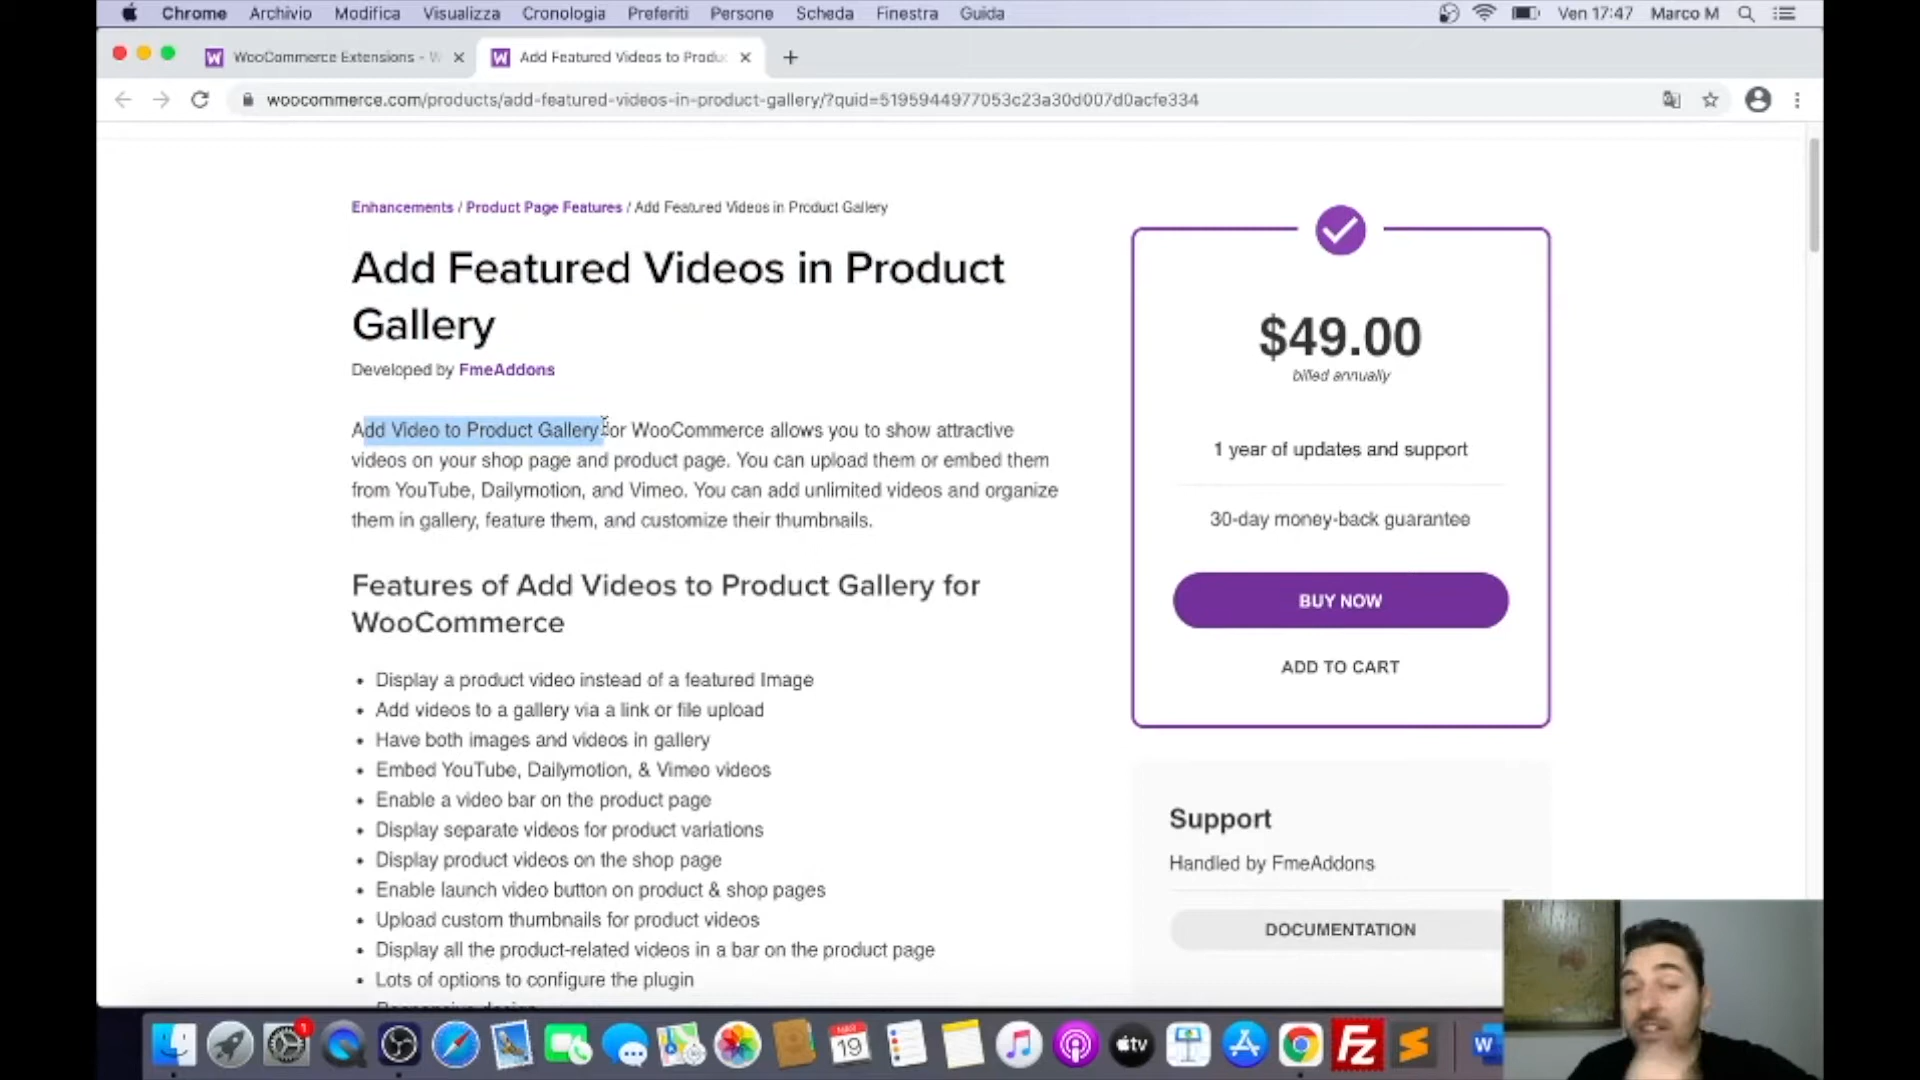 Chrome Archivio Modifica Visualizza Cronologia Preferiti Persone Scheda Finestra Guida Ven 17:47 Marco M
WooCommerce Extensions - W
Add Featured Videos to Produ
woocommerce.com/products/add-featured-videos-in-product-gallery/?quid=5195944977053c23a30d007d0acfe334
Enhancements / Product Page Features / Add Featured Videos in Product Gallery
Add Featured Videos in Product
Gallery
Developed by FmeAddons
Add Video to Product Gallery for WooCommerce allows you to show attractive
videos on your shop page and product page. You can upload them or embed them
from YouTube, Dailymotion, and Vimeo. You can add unlimited videos and organize
them in gallery, feature them, and customize their thumbnails.
Features of Add Videos to Product Gallery for
WooCommerce
• Display a product video instead of a featured Image
• Add videos to a gallery via a link or file upload
• Have both images and videos in gallery
• Embed YouTube, Dailymotion, & Vimeo videos
• Enable a video bar on the product page
• Display separate videos for product variations
• Display product videos on the shop page
• Enable launch video button on product & shop pages
• Upload custom thumbnails for product videos
• Display all the product-related videos in a bar on the product page
• Lots of options to configure the plugin
$49.00
billed annually
1 year of updates and support
30-day money-back guarantee
BUY NOW
ADD TO CART
Support
Handled by FmeAddons
DOCUMENTATION
1
MAR
19
tv
Fz
W